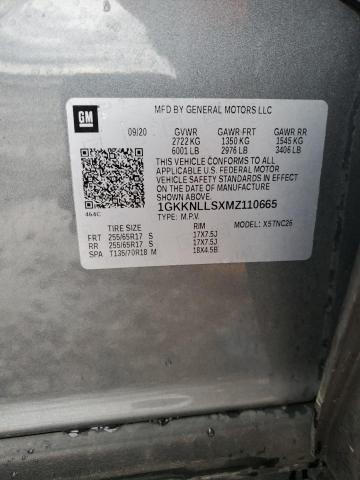 GM
MFD BY GENERAL MOTORS LLC
09/20 GVWR GAWR FRT GAWR RR
2722 KG 1350 KG 1545 KG
6001 LB 2976 LB 3406 LB
THIS VEHICLE CONFORMS TO ALL
APPLICABLE U.S. FEDERAL MOTOR
VEHICLE SAFETY STANDARDS IN
EFFECT ON THE DATE OF
MANUFACTURE SHOWN ABOVE.
1GKKNLLSXMZ110665
464C
TYPE: M.P.V. MODEL: X5TNC26
TIRE SIZE RIM
FRT 255/65R17 S 17X7.5J
RR 255/65R17 S 17X7.5J
SPA T135/70R18 M 18X4.5B